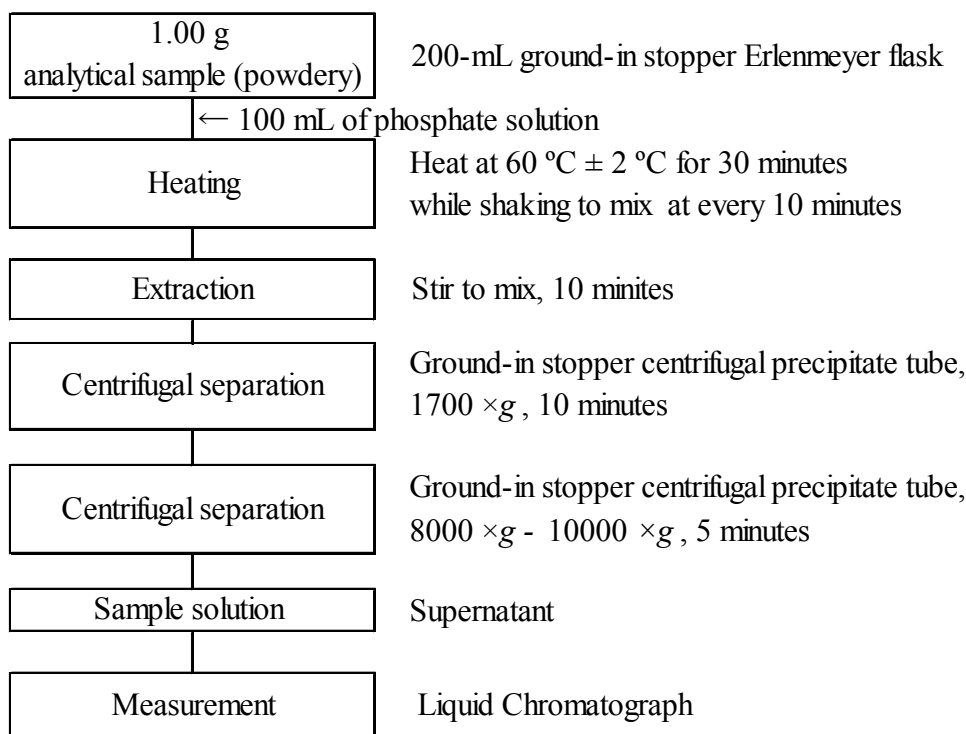 1.00 g
analytical sample (powdery)
200-mL ground-in stopper Erlenmeyer flask
← 100 mL of phosphate solution
Heating
Heat at 60 ºC ± 2 ºC for 30 minutes
while shaking to mix at every 10 minutes
Extraction
Stir to mix, 10 minites
Centrifugal separation
Ground-in stopper centrifugal precipitate tube,
1700 ×g , 10 minutes
Centrifugal separation
Ground-in stopper centrifugal precipitate tube,
8000 ×g - 10000 ×g , 5 minutes
Sample solution
Supernatant
Measurement
Liquid Chromatograph